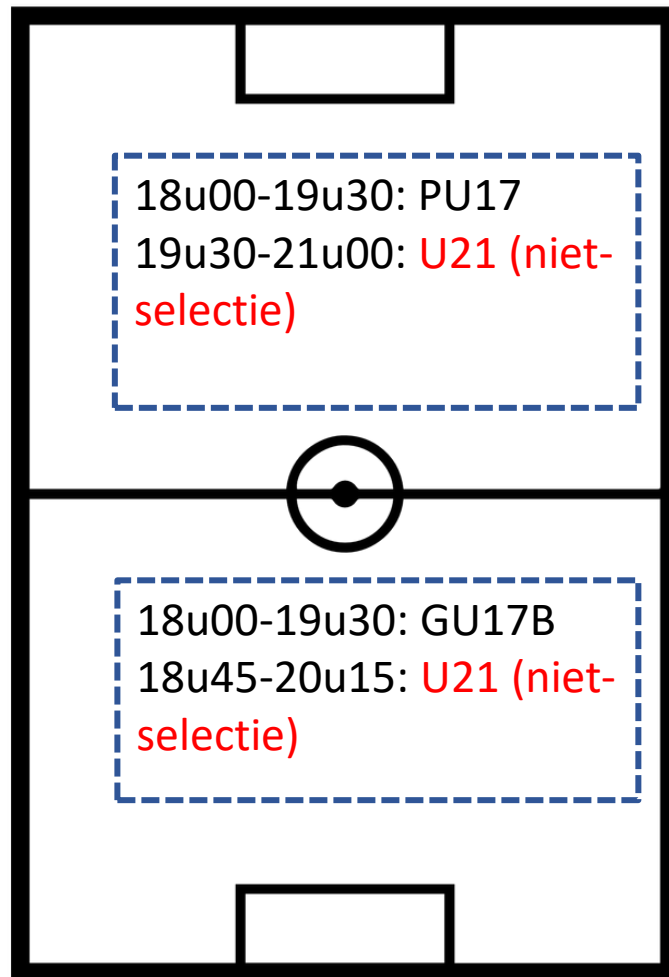 18u00-19u30: PU17
19u30-21u00: U21 (niet-
selectie)
18u00-19u30: GU17B
18u45-20u15: U21 (niet-
selectie)